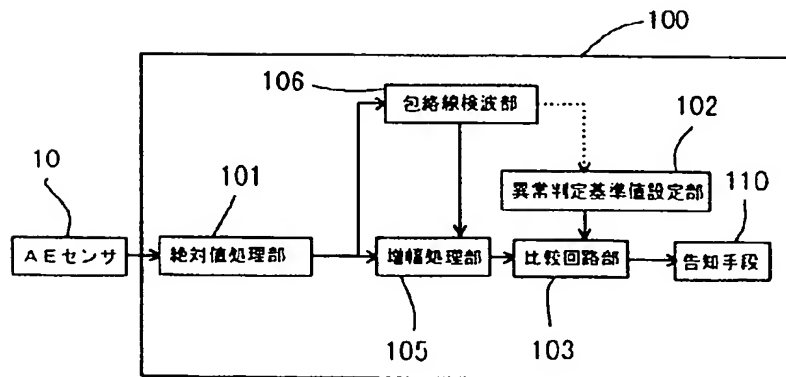 100
106
包絡線検波部
102
10
101
異常判定基準値設定部
110
AEセンサ
絶対値処理部
増幅処理部
比較回路部
告知手段
105
103